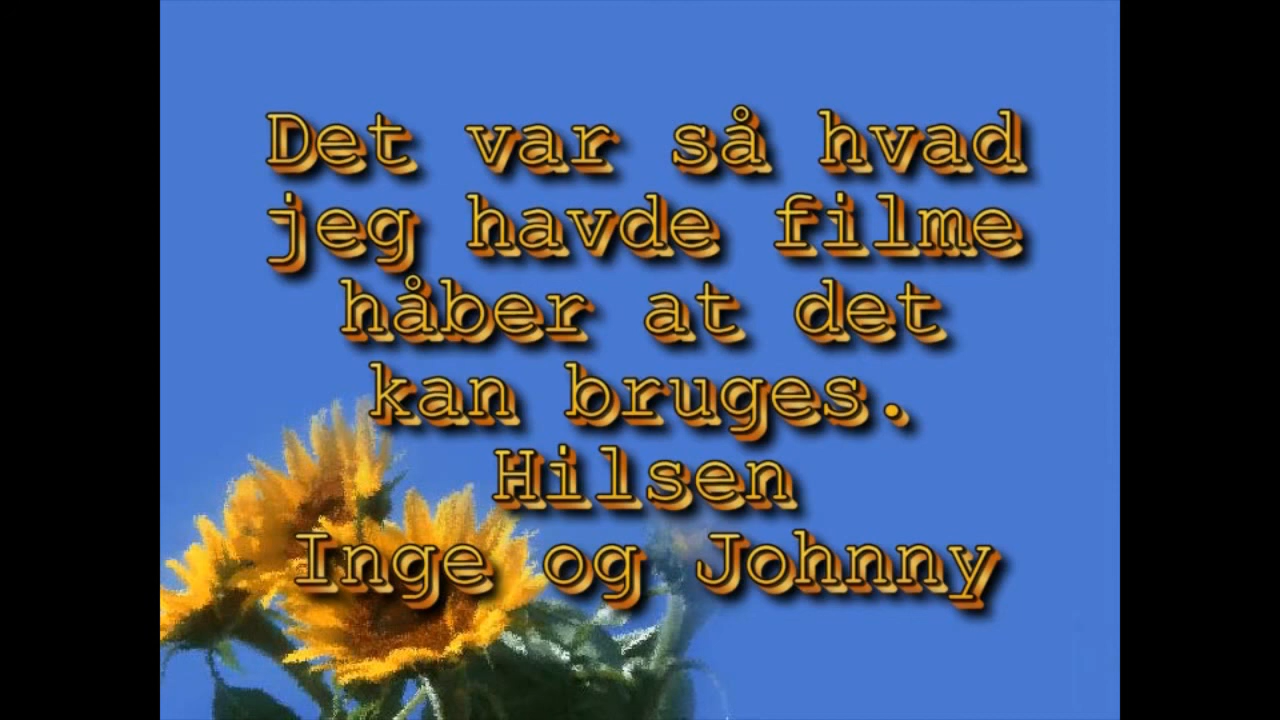 Det var så hvad
jeg havde filme
håber at det
kan bruges.
Hilsen
Inge og Johnny